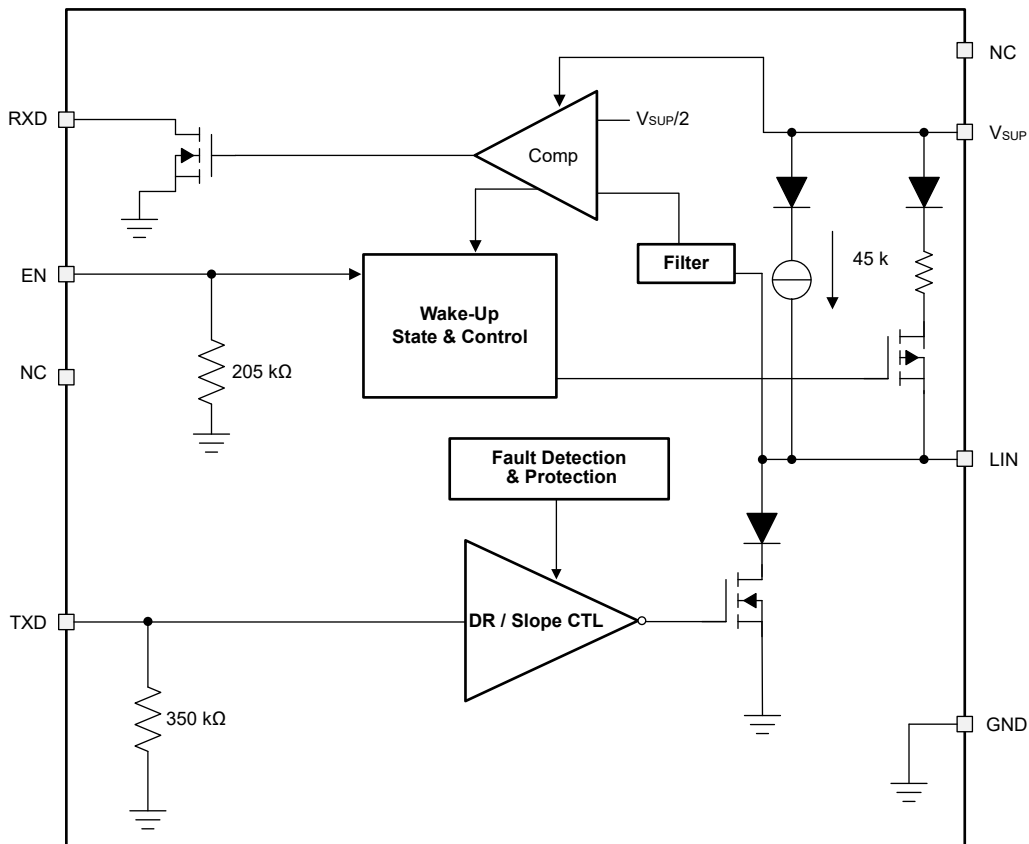 NC
RXD
VSUP/2
VSUP
Comp
EN
Filter
45 k
Wake-Up
State & Control
NC
205 kΩ
Fault Detection
& Protection
LIN
TXD
DR / Slope CTL
350 kΩ
GND